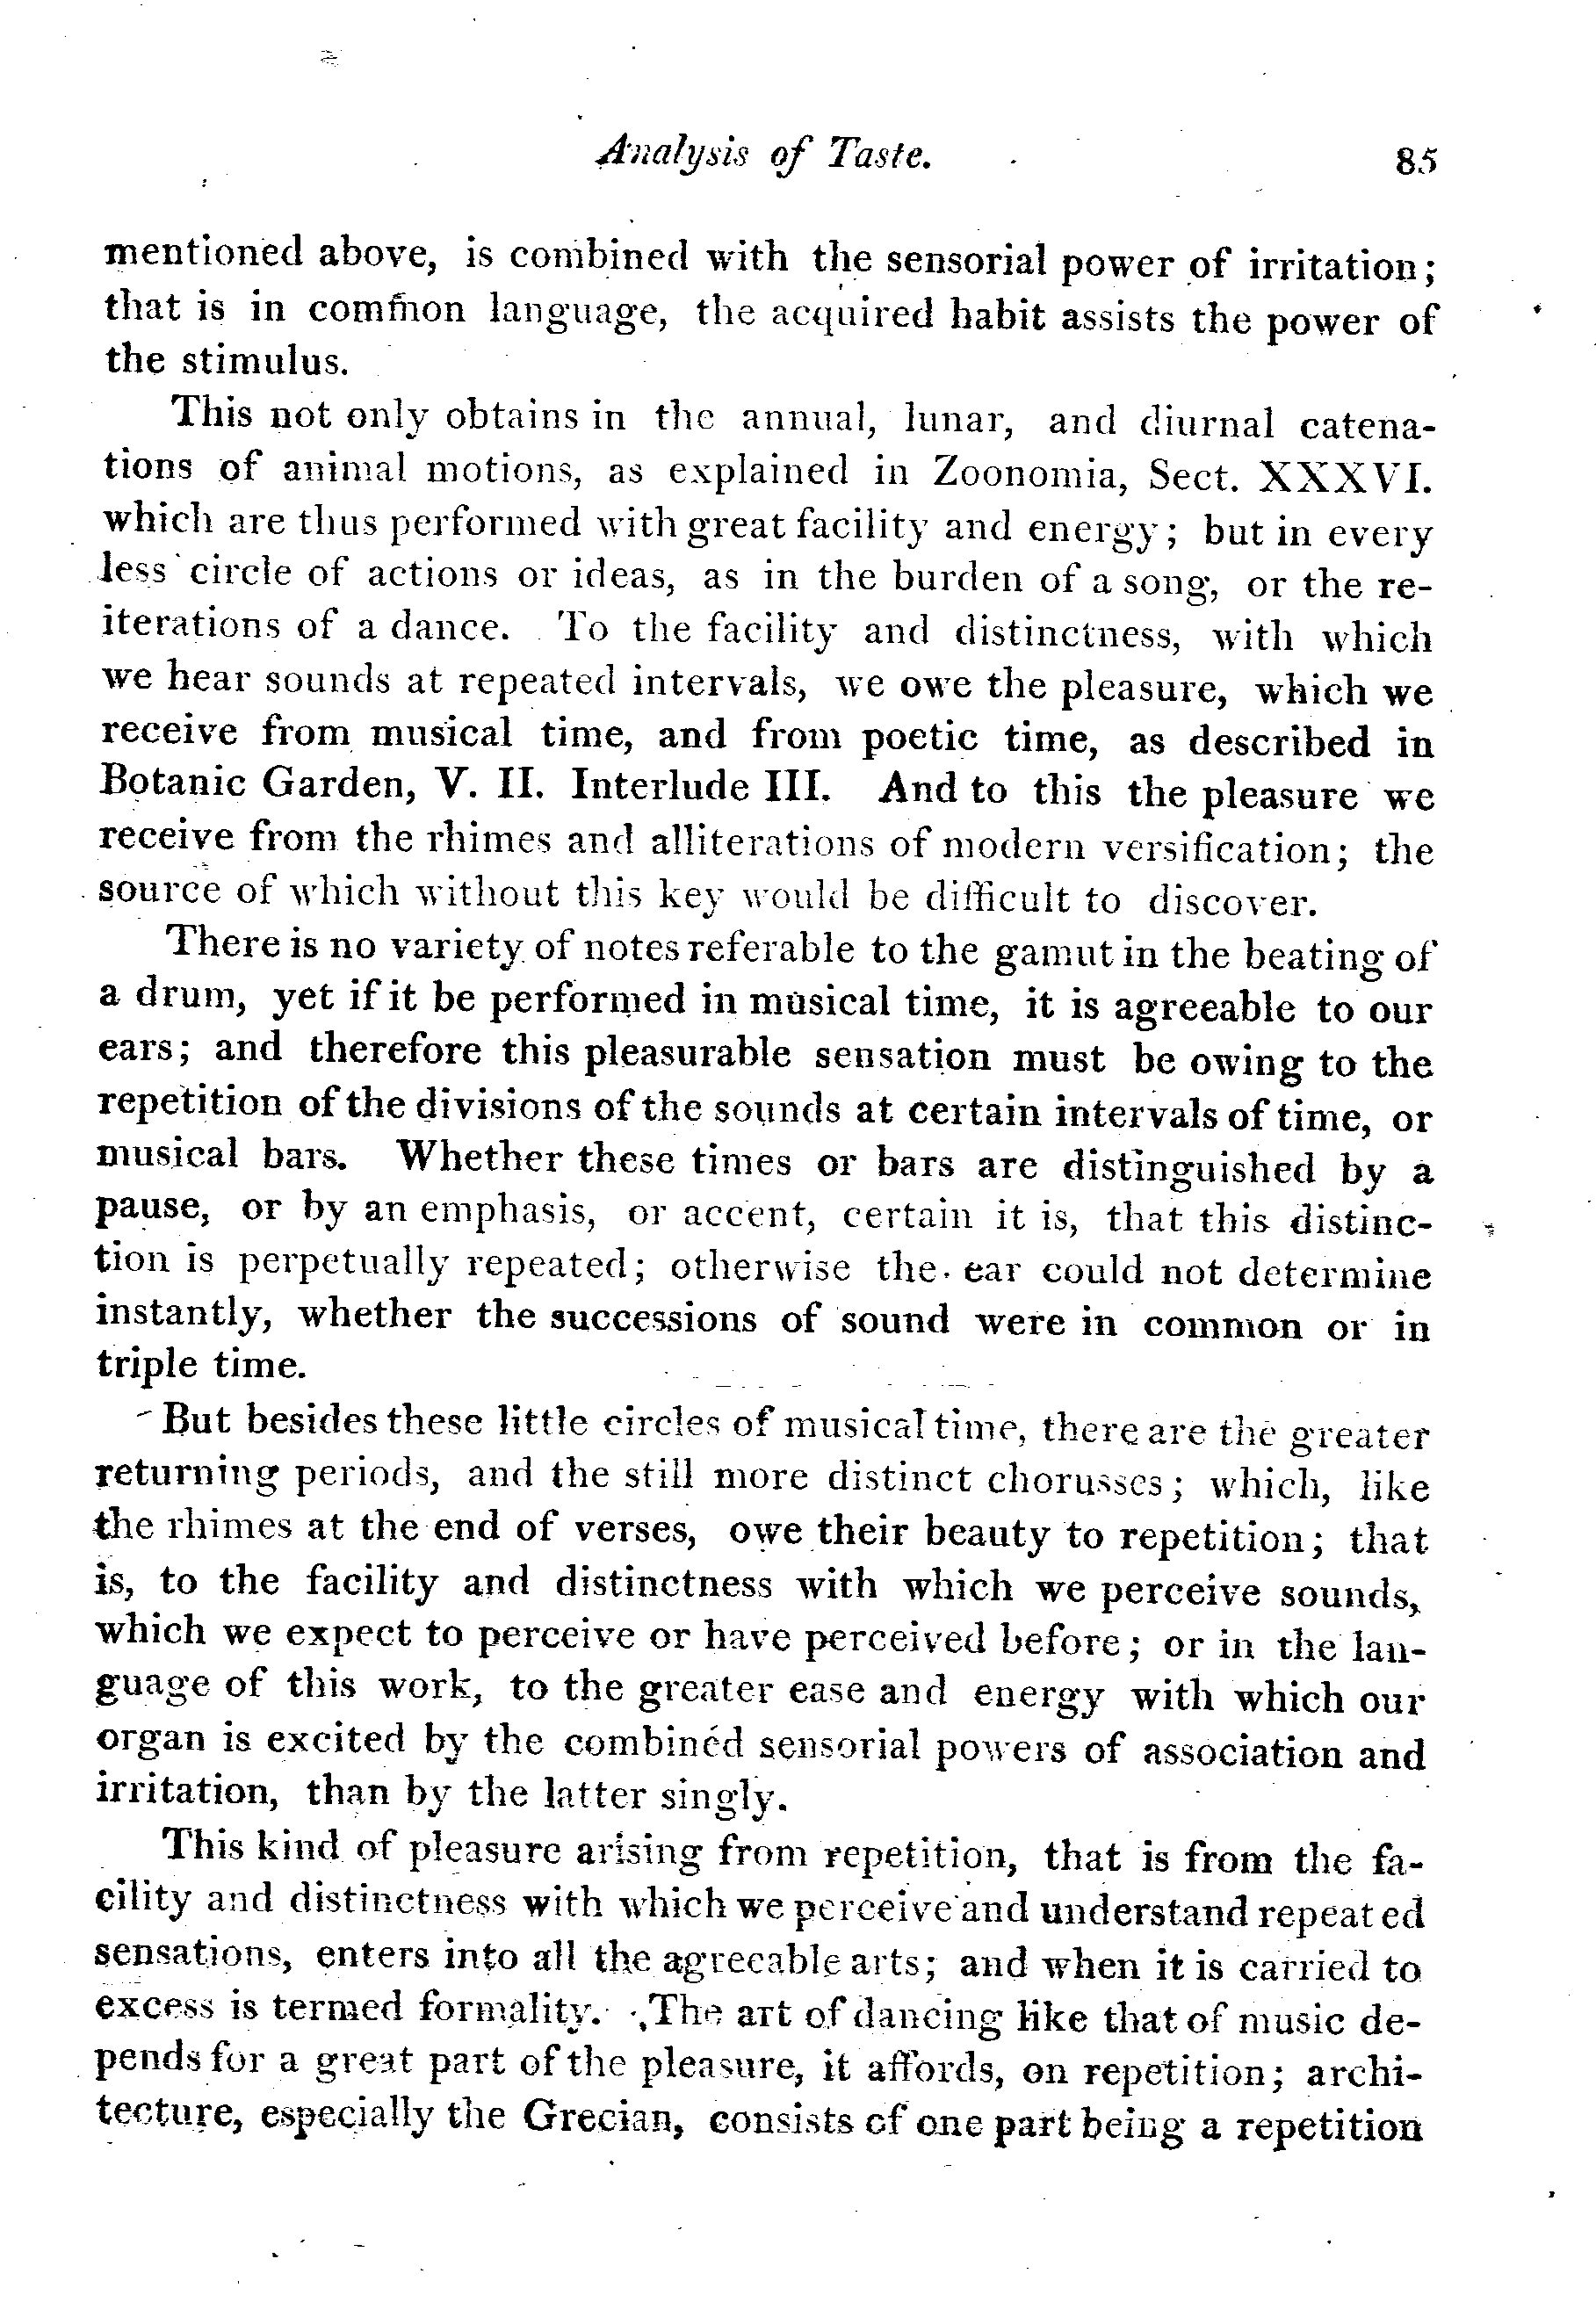 Analysis of Taste. 85
mentioned above, is combined with the sensorial power of irritation;
that is in common language, the acquired habit assists the power of
the stimulus.
This not only obtains in the annual, lunar, and diurnal catena-
tions of animal motions, as explained in Zoonomia, Sect. XXXVI.
which are thus performed with great facility and energy; but in every
less circle of actions or ideas, as in the burden of a song, or the re-
iterations of a dance. To the facility and distinctness, with which
we hear sounds at repeated intervals, we owe the pleasure, which we
receive from musical time, and from poetic time, as described in
Botanic Garden, V. II. Interlude III. And to this the pleasure we
receive from the rhimes and alliterations of modern versification; the
source of which without this key would be difficult to discover.
There is no variety of notes referable to the gamut in the beating of
a drum, yet if it be performed in musical time, it is agreeable to our
ears; and therefore this pleasurable sensation must be owing to the
repetition of the divisions of the sounds at certain intervals of time, or
musical bars. Whether these times or bars are distinguished by a
pause, or by an emphasis, or accent, certain it is, that this distinc-
tion is perpetually repeated; otherwise the ear could not determine
instantly, whether the successions of sound were in common or in
triple time.
But besides these little circles of musical time, there are the greater
returning periods, and the still more distinct chorusses; which, like
the rhimes at the end of verses, owe their beauty to repetition; that
is, to the facility and distinctness with which we perceive sounds,
which we expect to perceive or have perceived before; or in the lan-
guage of this work, to the greater ease and energy with which our
organ is excited by the combined sensorial powers of association and
irritation, than by the latter singly.
This kind of pleasure arising from repetition, that is from the fa-
cility and distinctness with which we perceive and understand repeated
sensations, enters into all the agreeable arts; and when it is carried to
excess is termed formality. The art of dancing like that of music de-
pends for a great part of the pleasure, it affords, on repetition; archi-
tecture, especially the Grecian, consists of one part being a repetition